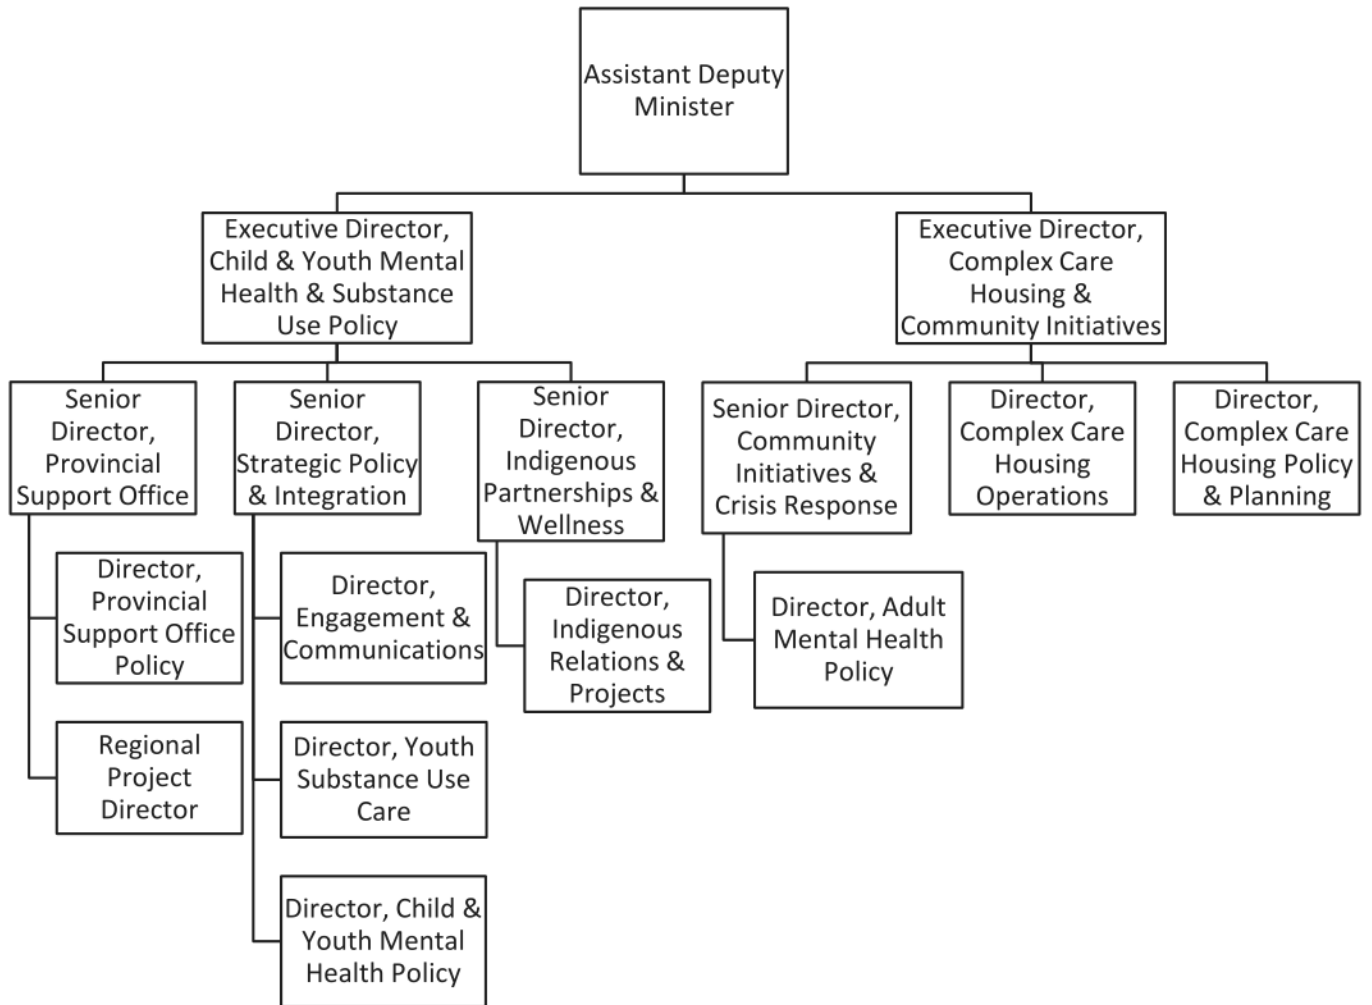 Assistant Deputy
Minister
Executive Director,
Child & Youth Mental
Health & Substance
Use Policy
Executive Director,
Complex Care
Housing &
Community Initiatives
Senior
Director,
Provincial
Support Office
Senior
Director,
Strategic Policy
& Integration
Senior
Director,
Indigenous
Partnerships &
Wellness
Senior Director,
Community
Initiatives &
Crisis Response
Director,
Complex Care
Housing
Operations
Director,
Complex Care
Housing Policy
& Planning
Director,
Provincial
Support Office
Policy
Director,
Engagement &
Communications
Director,
Indigenous
Relations &
Projects
Director, Adult
Mental Health
Policy
Regional
Project
Director
Director, Youth
Substance Use
Care
Director, Child &
Youth Mental
Health Policy